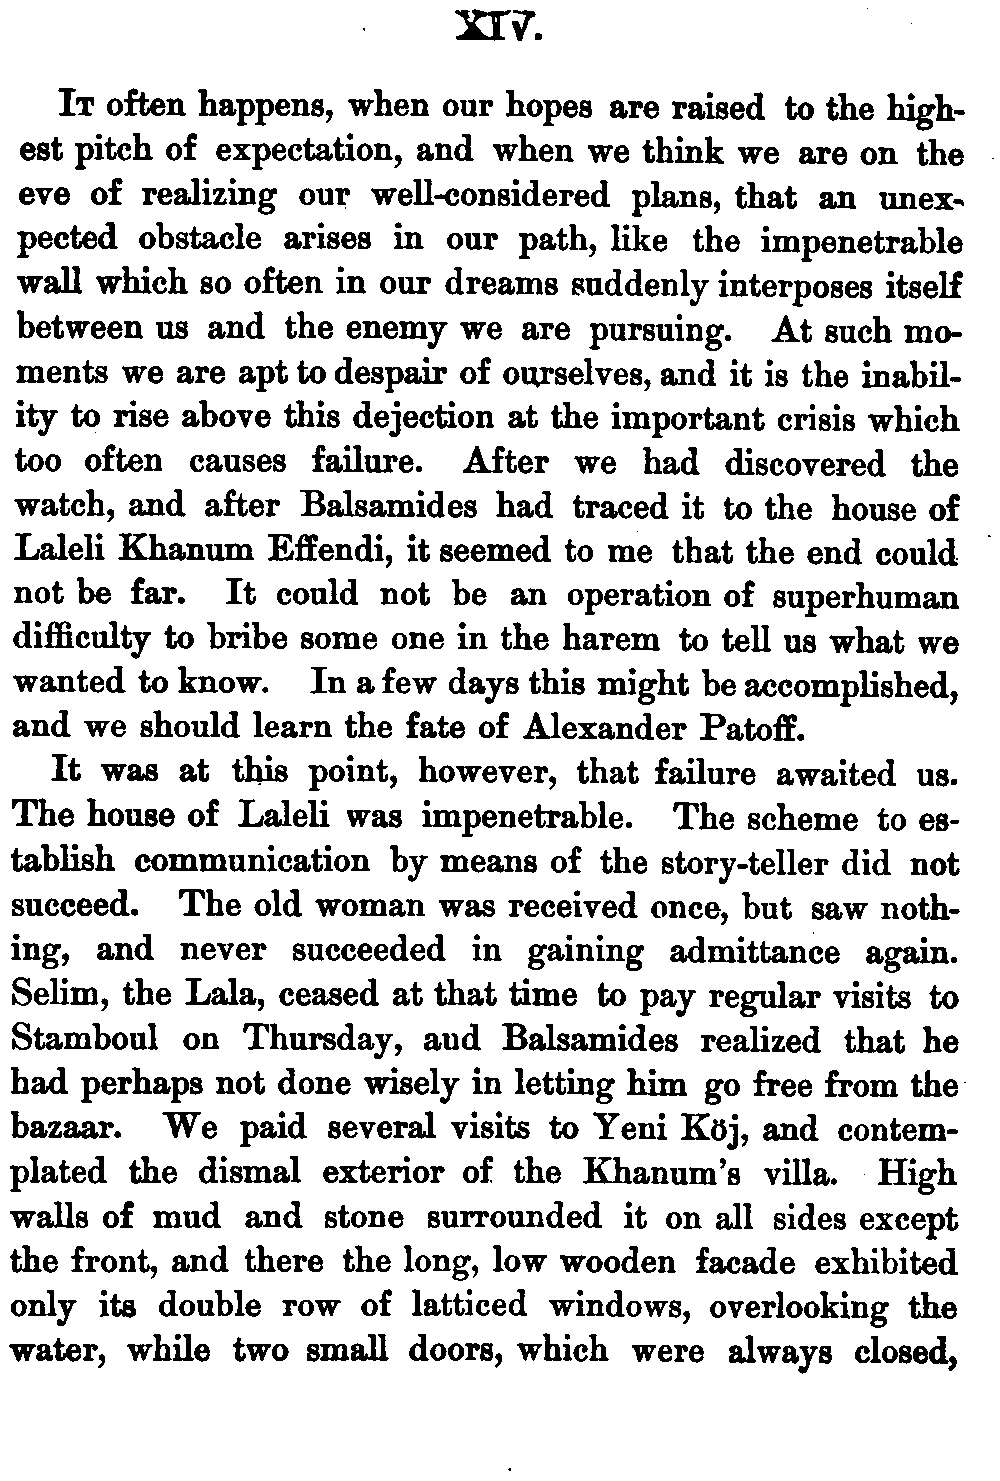 XIV.
IT often happens, when our hopes are raised to the high-
est pitch of expectation, and when we think we are on the
eve of realizing our well-considered plans, that an unex-
pected obstacle arises in our path, like the impenetrable
wall which so often in our dreams suddenly interposes itself
between us and the enemy we are pursuing. At such mo-
ments we are apt to despair of ourselves, and it is the inabil-
ity to rise above this dejection at the important crisis which
too often causes failure. After we had discovered the
watch, and after Balsamides had traced it to the house of
Laleli Khanum Effendi, it seemed to me that the end could
not be far. It could not be an operation of superhuman
difficulty to bribe some one in the harem to tell us what we
wanted to know. In a few days this might be accomplished,
and we should learn the fate of Alexander Patoff.
It was at this point, however, that failure awaited us.
The house of Laleli was impenetrable. The scheme to es-
tablish communication by means of the story-teller did not
succeed. The old woman was received once, but saw noth-
ing, and never succeeded in gaining admittance again.
Selim, the Lala, ceased at that time to pay regular visits to
Stamboul on Thursday, aud Balsamides realized that he
had perhaps not done wisely in letting him go free from the
bazaar. We paid several visits to Yeni Köj, and contem-
plated the dismal exterior of the Khanum's villa. High
walls of mud and stone surrounded it on all sides except
the front, and there the long, low wooden facade exhibited
only its double row of latticed windows, overlooking the
water, while two small doors, which were always closed,